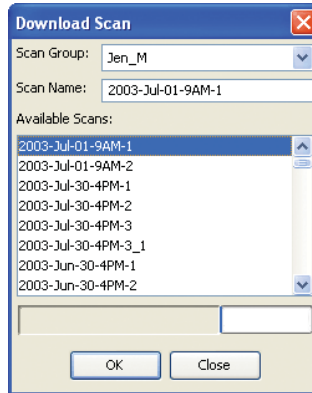 Download Scan
Scan Group: Jen_M
Scan Name: 2003-Jul-01-9AM-1
Available Scans:
2003-Jul-01-9AM-1
2003-Jul-01-9AM-2
2003-Jul-30-4PM-1
2003-Jul-30-4PM-2
2003-Jul-30-4PM-3
2003-Jul-30-4PM-3_1
2003-Jun-30-4PM-1
2003-Jun-30-4PM-2
OK Close